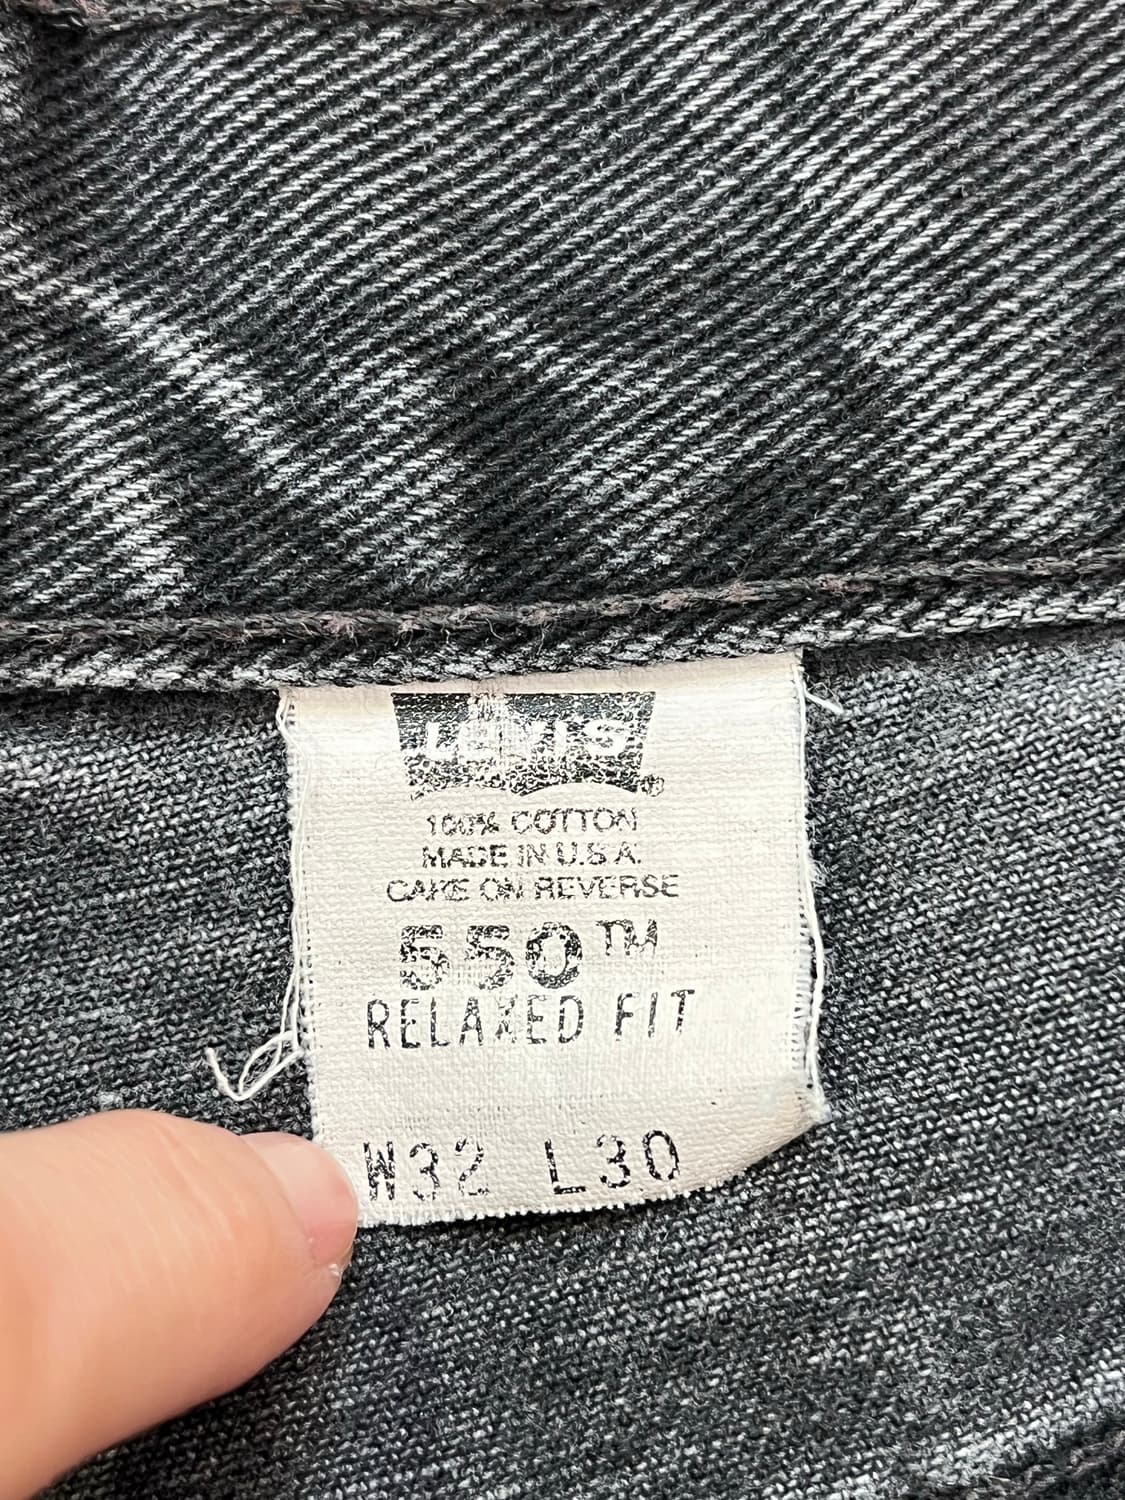 LEVI'S®
100% COTTON
MADE IN U.S.A.
CARE ON REVERSE
550™
RELAXED FIT
W32 L30